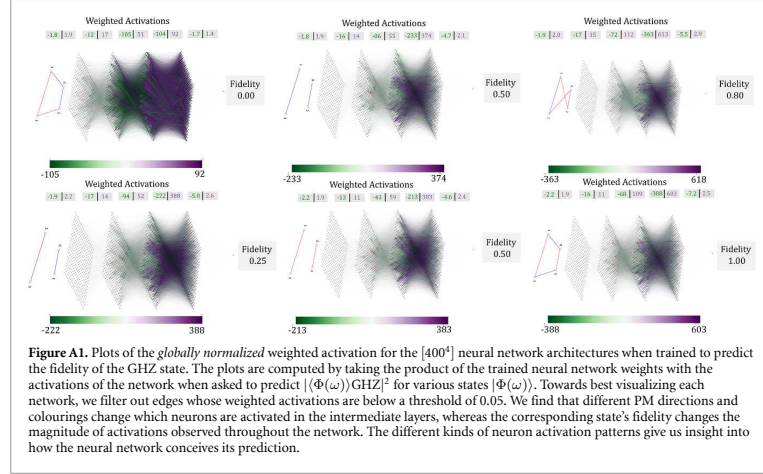 Weighted Activations
-1.8 | 1.9 -12 | 17 -105 | 51 -104 | 92 -1.7 | 1.4
Fidelity
0.00
-105 92
Weighted Activations
-1.8 | 1.9 -16 | 14 -66 | 55 -233 | 374 -4.7 | 2.1
Fidelity
0.50
-233 374
Weighted Activations
-1.9 | 2.0 -17 | 15 -72 | 112 -363 | 613 -5.5 | 2.9
Fidelity
0.80
-363 618
Weighted Activations
-1.9 | 2.2 -17 | 14 -94 | 52 -222 | 388 -5.0 | 2.6
Fidelity
0.25
-222 388
Weighted Activations
-2.2 | 1.9 -13 | 11 -43 | 59 -213 | 383 -4.6 | 2.4
Fidelity
0.50
-213 383
Weighted Activations
-2.2 | 1.9 -16 | 11 -60 | 109 -388 | 603 -7.2 | 2.5
Fidelity
1.00
-388 603
Figure A1. Plots of the globally normalized weighted activation for the [400⁴] neural network architectures when trained to predict
the fidelity of the GHZ state. The plots are computed by taking the product of the trained neural network weights with the
activations of the network when asked to predict |⟨Φ(ω)⟩GHZ|² for various states |Φ(ω)⟩. Towards best visualizing each
network, we filter out edges whose weighted activations are below a threshold of 0.05. We find that different PM directions and
colourings change which neurons are activated in the intermediate layers, whereas the corresponding state's fidelity changes the
magnitude of activations observed throughout the network. The different kinds of neuron activation patterns give us insight into
how the neural network conceives its prediction.